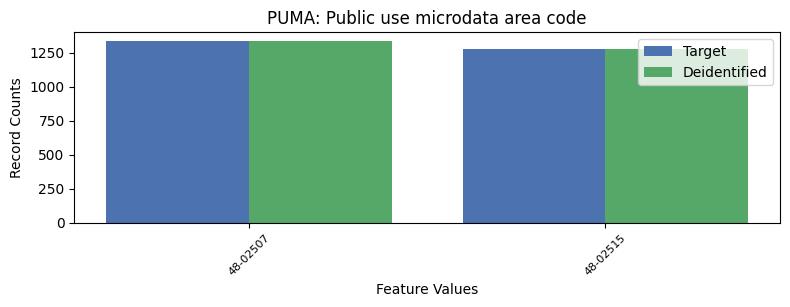 PUMA: Public use microdata area code
Target
Deidentified
Record Counts
1250
1000
750
500
250
0
48-02507
48-02515
Feature Values